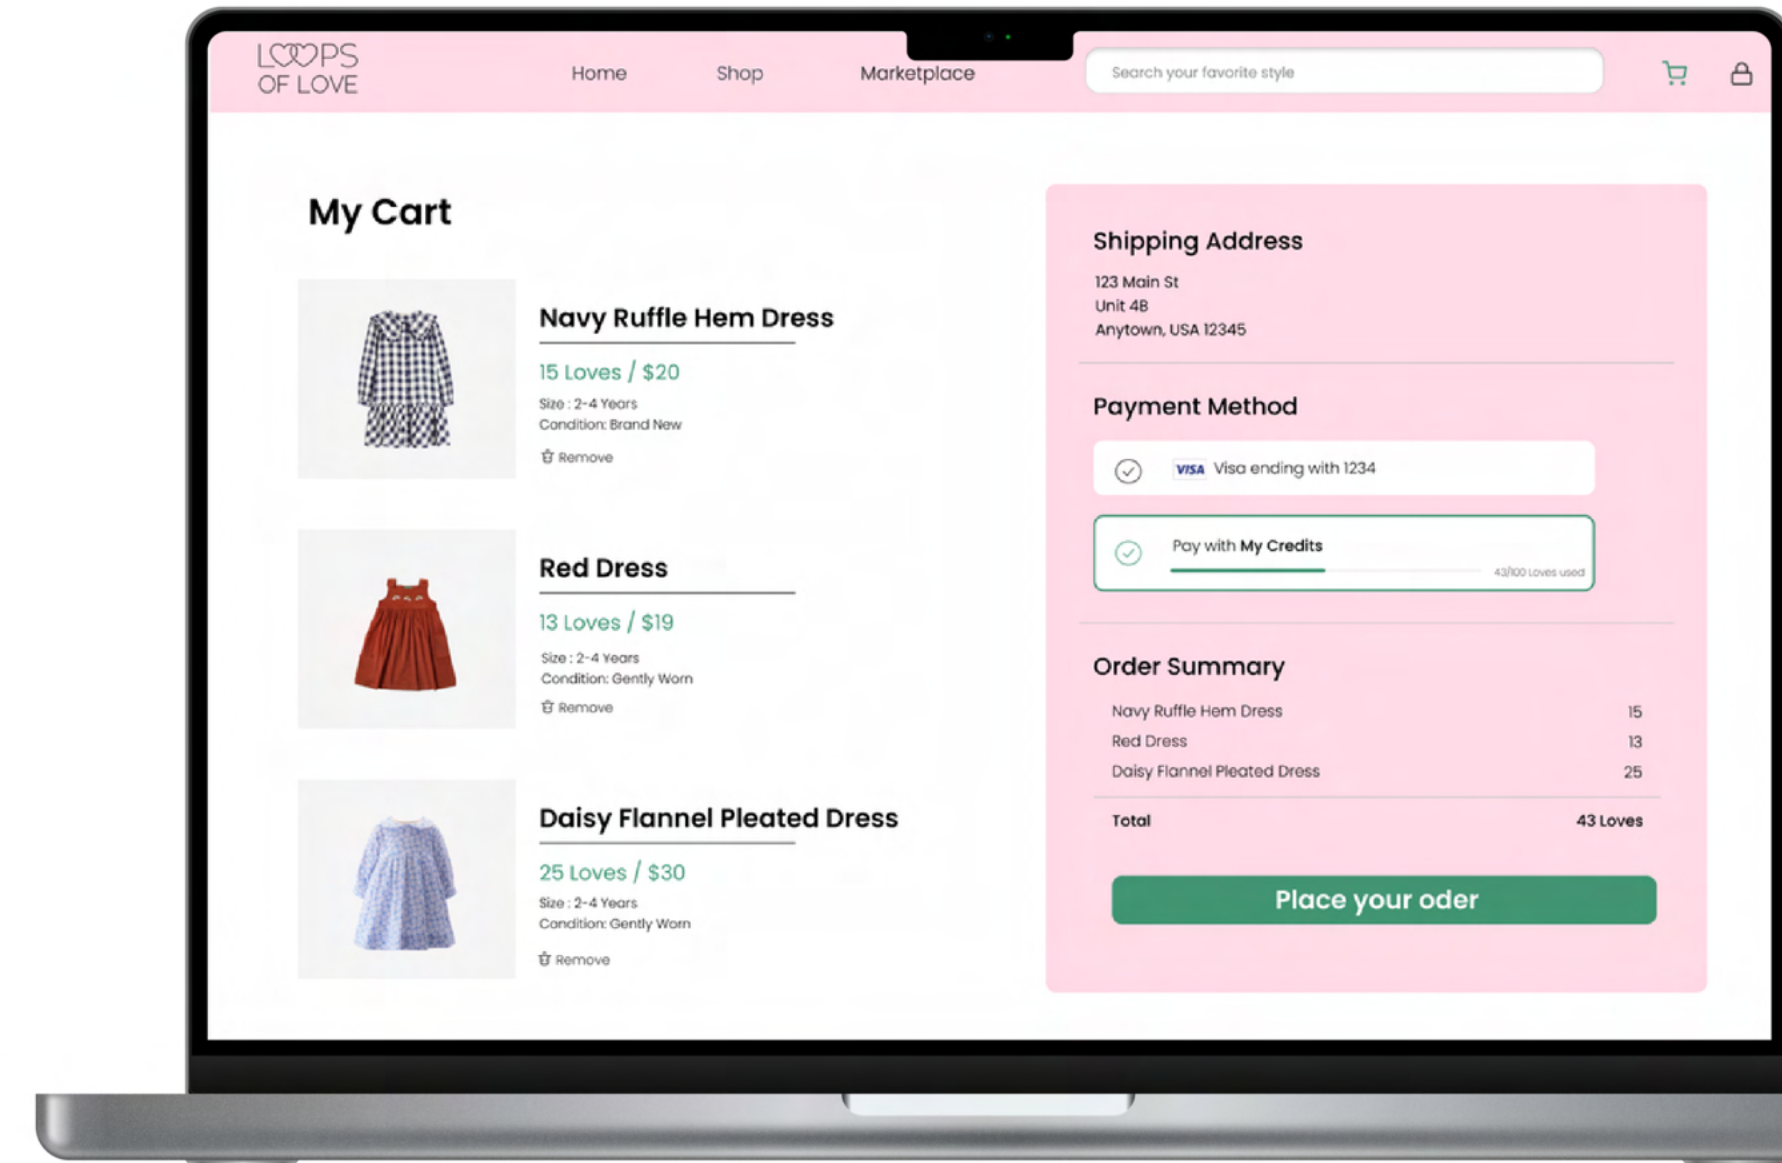 LOOPS
OF LOVE
Home Shop Marketplace Search your favorite style
My Cart
Navy Ruffle Hem Dress
15 Loves / $20
Size : 2-4 Years
Condition: Brand New
Remove
Red Dress
13 Loves / $19
Size : 2-4 Years
Condition: Gently Worn
Remove
Daisy Flannel Pleated Dress
25 Loves / $30
Size : 2-4 Years
Condition: Gently Worn
Remove
Shipping Address
123 Main St
Unit 4B
Anytown, USA 12345
Payment Method
VISA Visa ending with 1234
Pay with My Credits
43/100 Loves used
Order Summary
Navy Ruffle Hem Dress 15
Red Dress 13
Daisy Flannel Pleated Dress 25
Total 43 Loves
Place your oder